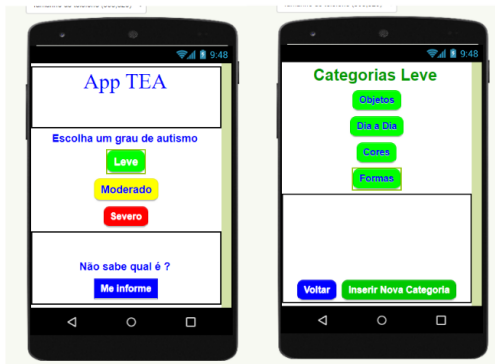 9:48
App TEA
Escolha um grau de autismo
Leve
Moderado
Severo
Não sabe qual é ?
Me Informe
9:48
Categorias Leve
Objetos
Dia a Dia
Cores
Formas
Voltar Inserir Nova Categoria